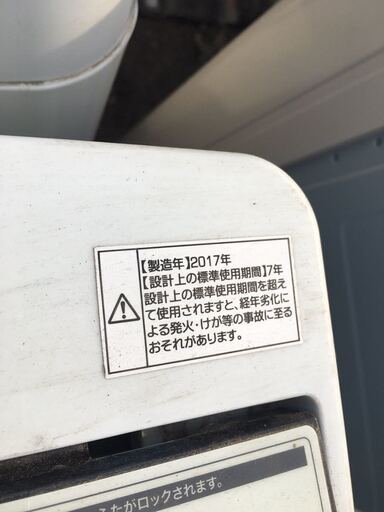 【製造年】2017年
【設計上の標準使用期間】7年
設計上の標準使用期間を超え
て使用されますと、経年劣化に
よる発火・けが等の事故に至る
おそれがあります。
ふたがロックされます。